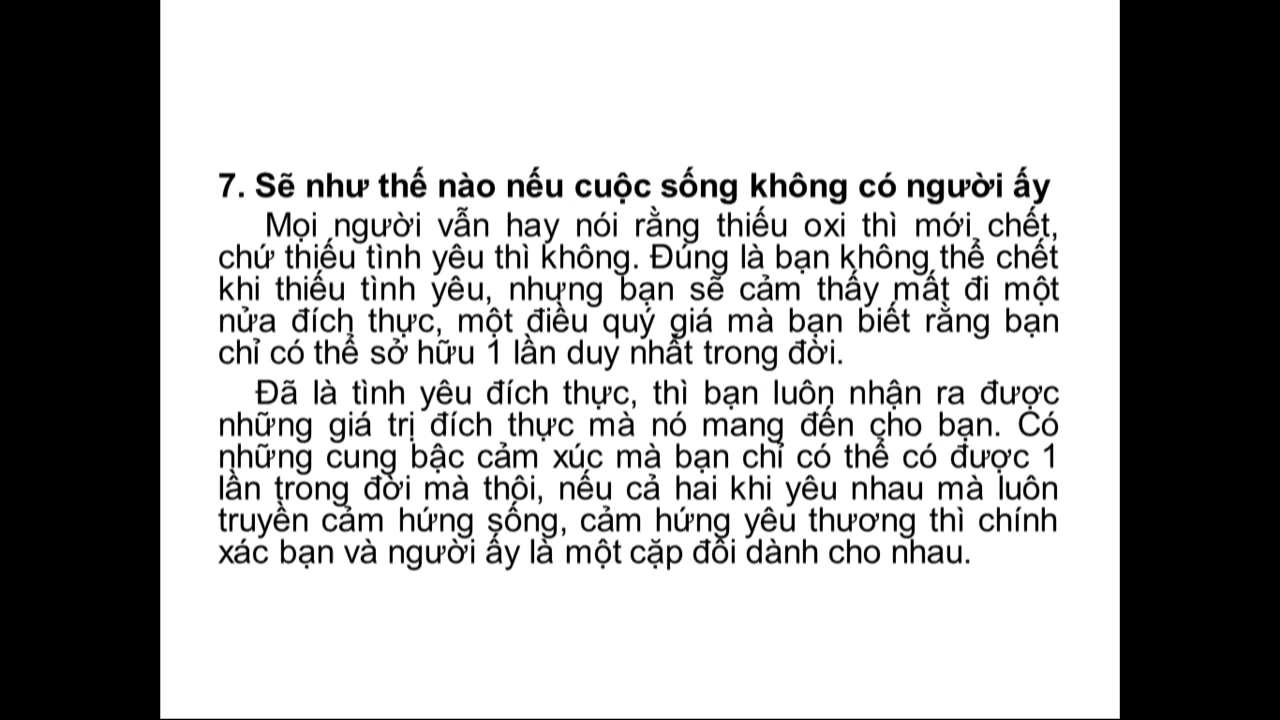 7. Sẽ như thế nào nếu cuộc sống không có người ấy
Mọi người vẫn hay nói rằng thiếu oxi thì mới chết,
chứ thiếu tình yêu thì không. Đúng là bạn không thể chết
khi thiếu tình yêu, nhưng bạn sẽ cảm thấy mất đi một
nửa đích thực, một điều quý giá mà bạn biết rằng bạn
chỉ có thể sở hữu 1 lần duy nhất trong đời.
Đã là tình yêu đích thực, thì bạn luôn nhận ra được
những giá trị đích thực mà nó mang đến cho bạn. Có
những cung bậc cảm xúc mà bạn chỉ có thể có được 1
lần trong đời mà thôi, nếu cả hai khi yêu nhau mà luôn
truyền cảm hứng sống, cảm hứng yêu thương thì chính
xác bạn và người ấy là một cặp đôi dành cho nhau.